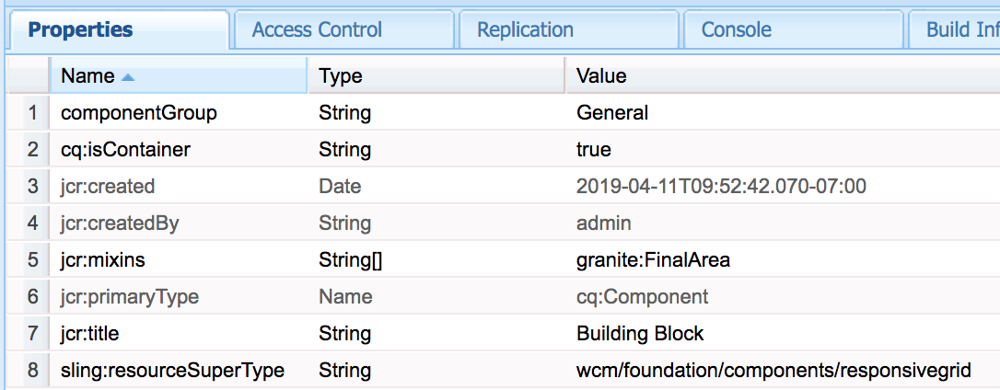 Properties Access Control Replication Console Build Inf
Name Type Value
1 componentGroup String General
2 cq:isContainer String true
3 jcr:created Date 2019-04-11T09:52:42.070-07:00
4 jcr:createdBy String admin
5 jcr:mixins String[] granite:FinalArea
6 jcr:primaryType Name cq:Component
7 jcr:title String Building Block
8 sling:resourceSuperType String wcm/foundation/components/responsivegrid